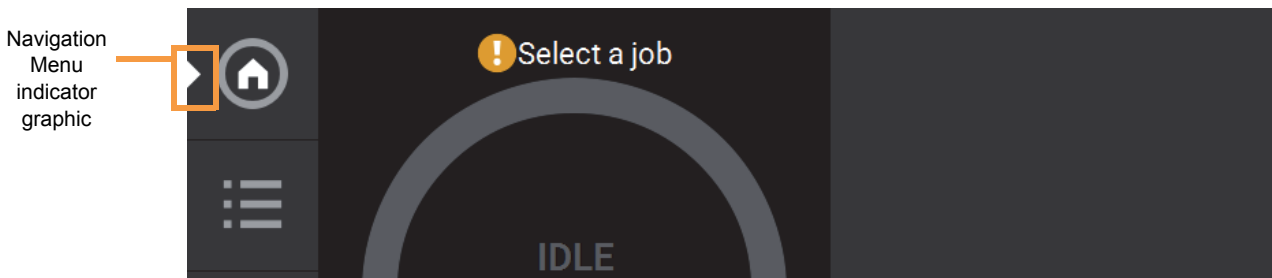 Navigation
Menu
indicator
graphic
Select a job
IDLE